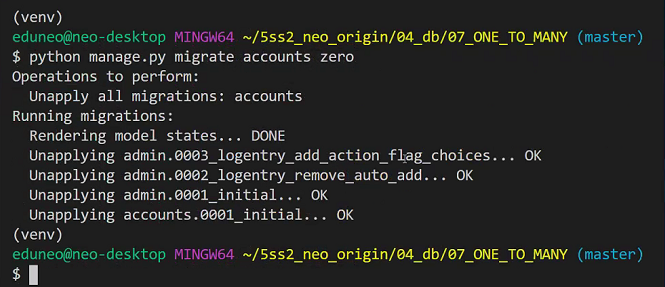 (venv)
eduneo@neo-desktop MINGW64 ~/5ss2_neo_origin/04_db/07_ONE_TO_MANY (master)
$ python manage.py migrate accounts zero
Operations to perform:
  Unapply all migrations: accounts
Running migrations:
  Rendering model states... DONE
  Unapplying admin.0003_logentry_add_action_flag_choices... OK
  Unapplying admin.0002_logentry_remove_auto_add... OK
  Unapplying admin.0001_initial... OK
  Unapplying accounts.0001_initial... OK
(venv)
eduneo@neo-desktop MINGW64 ~/5ss2_neo_origin/04_db/07_ONE_TO_MANY (master)
$